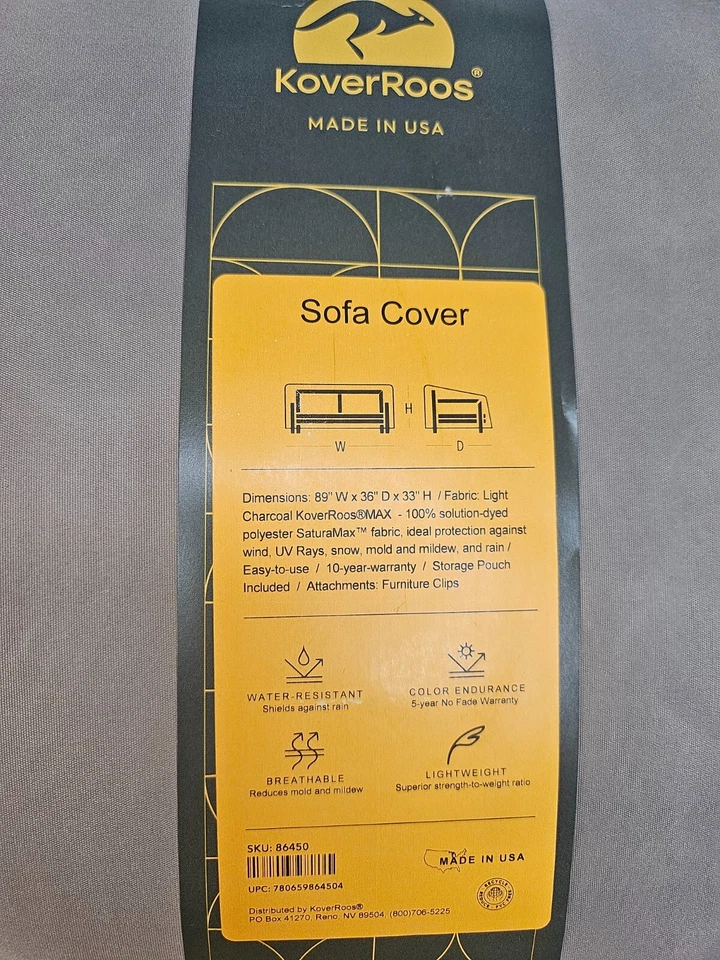 KoverRoos®
MADE IN USA
Sofa Cover
H
W
D
Dimensions: 89" W x 36" D x 33" H / Fabric: Light
Charcoal KoverRoos®MAX - 100% solution-dyed
polyester SaturaMax™ fabric, ideal protection against
wind, UV Rays, snow, mold and mildew, and rain /
Easy-to-use / 10-year-warranty / Storage Pouch
Included / Attachments: Furniture Clips
WATER-RESISTANT
Shields against rain
COLOR ENDURANCE
5-year No Fade Warranty
BREATHABLE
Reduces mold and mildew
LIGHTWEIGHT
Superior strength-to-weight ratio
SKU: 86450
UPC: 780659864504
MADE IN USA
Distributed by KoverRoos®
PO Box 41270, Reno, NV 89504, (800)706-5225